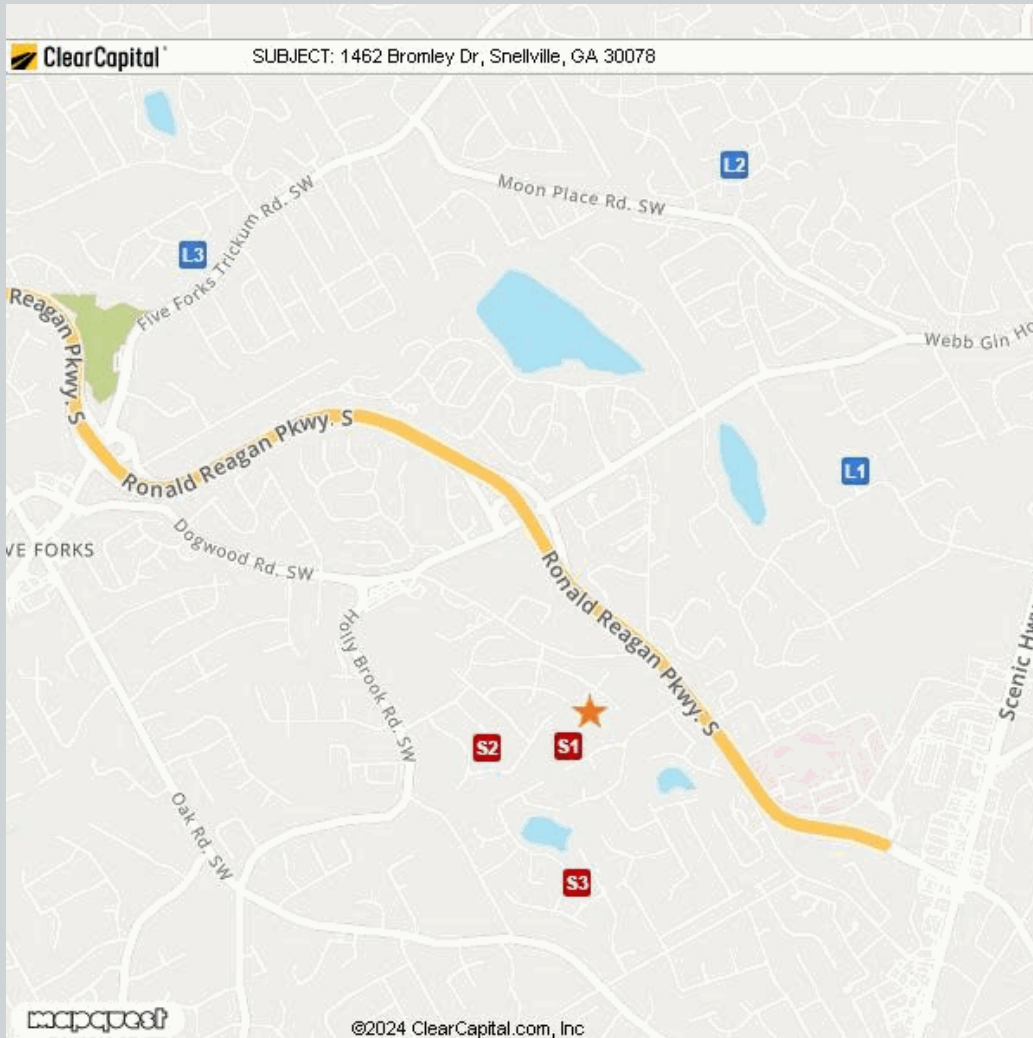 ClearCapital
SUBJECT: 1462 Bromley Dr, Snellville, GA 30078
L2
Moon Place Rd. SW
L3
Five Forks Trickum Rd. SW
Reagan Pkwy. S
Webb Gin Ho
Ronald Reagan Pkwy. S
L1
Dogwood Rd. SW
VE FORKS
Ronald Reagan Pkwy. S
Holly Brook Rd. SW
Scenic Hw
S2
S1
Oak Rd. SW
S3
mapquest
©2024 ClearCapital.com, Inc